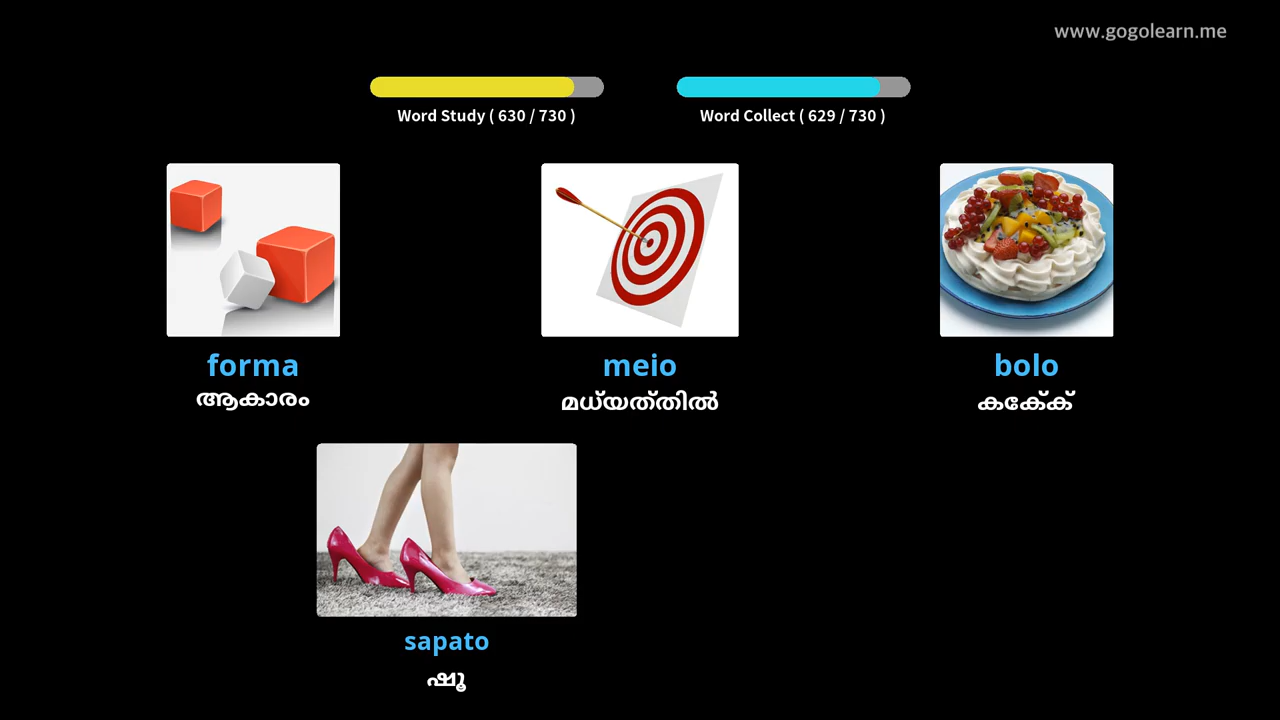 www.gogolearn.me
Word Study ( 630 / 730 )
Word Collect ( 629 / 730 )
forma
ആകാരം
meio
മധ്യത്തിൽ
bolo
കേക്ക്
sapato
ഷൂ